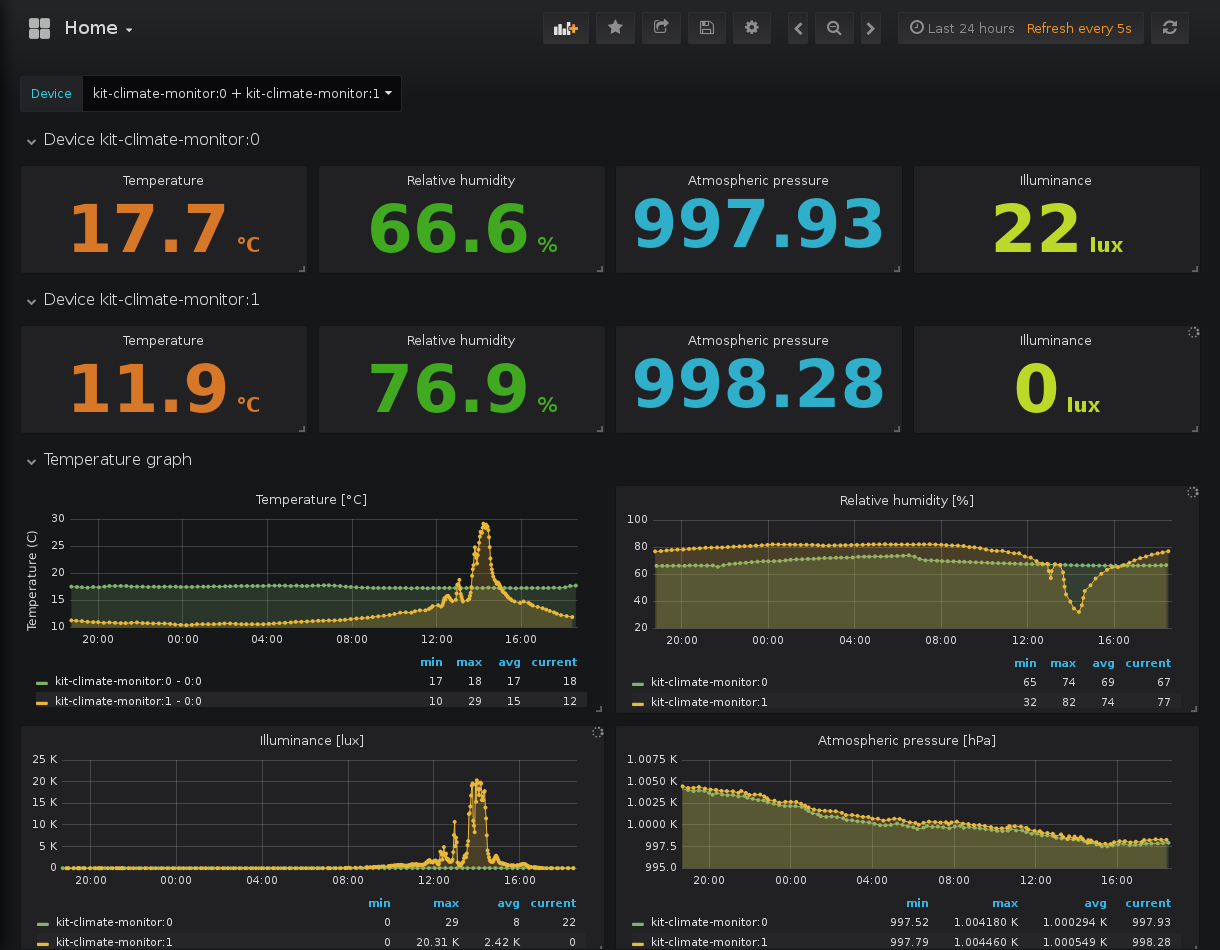 Home
Last 24 hours Refresh every 5s
Device kit-climate-monitor:0 + kit-climate-monitor:1
Device kit-climate-monitor:0
Temperature Relative humidity Atmospheric pressure Illuminance
17.7 °C 66.6 % 997.93 22 lux
Device kit-climate-monitor:1
Temperature Relative humidity Atmospheric pressure Illuminance
11.9 °C 76.9 % 998.28 0 lux
Temperature graph
Temperature [°C]
Temperature (C)
30
25
20
15
10
20:00 00:00 04:00 08:00 12:00 16:00
min max avg current
kit-climate-monitor:0 - 0:0 17 18 17 18
kit-climate-monitor:1 - 0:0 10 29 15 12
Relative humidity [%]
100
80
60
40
20
20:00 00:00 04:00 08:00 12:00 16:00
min max avg current
kit-climate-monitor:0 65 74 69 67
kit-climate-monitor:1 32 82 74 77
Illuminance [lux]
25 K
20 K
15 K
10 K
5 K
0
20:00 00:00 04:00 08:00 12:00 16:00
min max avg current
kit-climate-monitor:0 0 29 8 22
kit-climate-monitor:1 0 20.31 K 2.42 K 0
Atmospheric pressure [hPa]
1.0075 K
1.0050 K
1.0025 K
1.0000 K
997.5
995.0
20:00 00:00 04:00 08:00 12:00 16:00
min max avg current
kit-climate-monitor:0 997.52 1.004180 K 1.000294 K 997.93
kit-climate-monitor:1 997.79 1.004460 K 1.000549 K 998.28